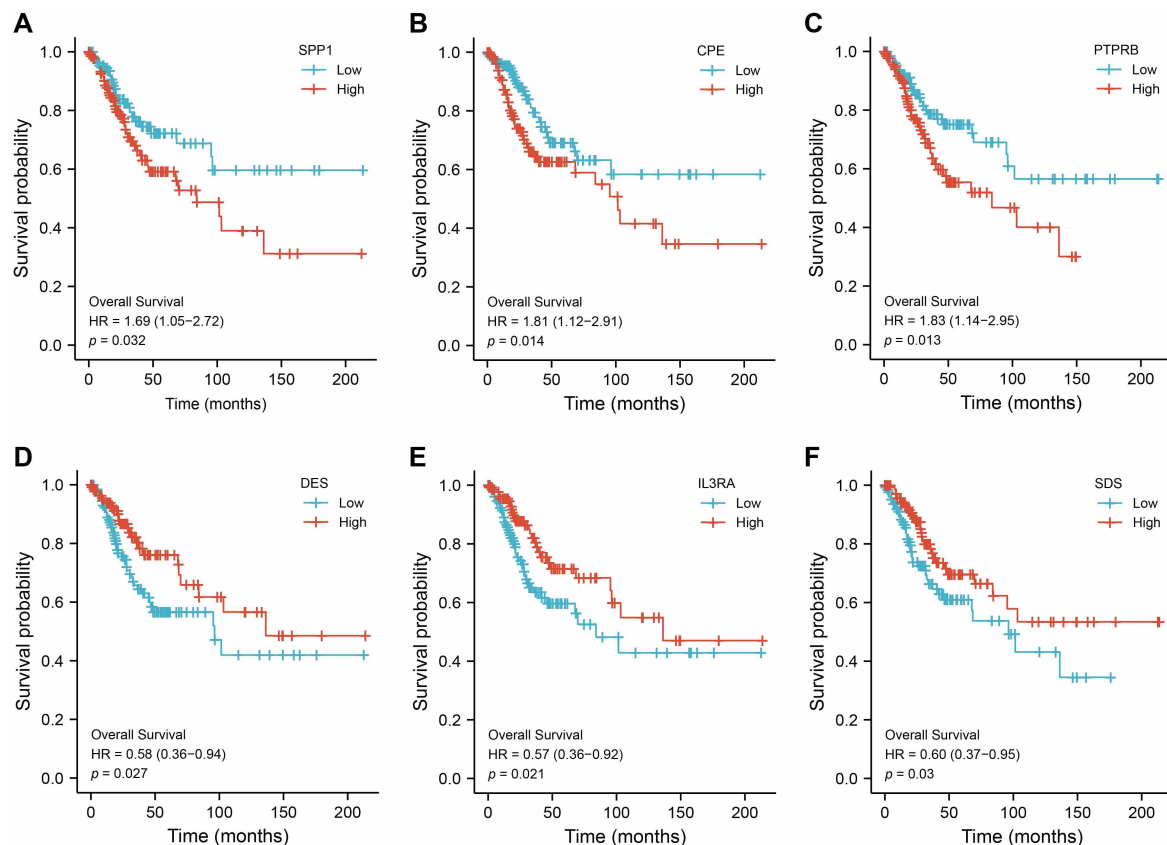 A
SPP1
Low
High
Survival probability
1.0
0.8
0.6
0.4
0.2
0.0
Overall Survival
HR = 1.69 (1.05−2.72)
p = 0.032
0 50 100 150 200
Time (months)
B
CPE
Low
High
Survival probability
1.0
0.8
0.6
0.4
0.2
0.0
Overall Survival
HR = 1.81 (1.12−2.91)
p = 0.014
0 50 100 150 200
Time (months)
C
PTPRB
Low
High
Survival probability
1.0
0.8
0.6
0.4
0.2
0.0
Overall Survival
HR = 1.83 (1.14−2.95)
p = 0.013
0 50 100 150 200
Time (months)
D
DES
Low
High
Survival probability
1.0
0.8
0.6
0.4
0.2
0.0
Overall Survival
HR = 0.58 (0.36−0.94)
p = 0.027
0 50 100 150 200
Time (months)
E
IL3RA
Low
High
Survival probability
1.0
0.8
0.6
0.4
0.2
0.0
Overall Survival
HR = 0.57 (0.36−0.92)
p = 0.021
0 50 100 150 200
Time (months)
F
SDS
Low
High
Survival probability
1.0
0.8
0.6
0.4
0.2
0.0
Overall Survival
HR = 0.60 (0.37−0.95)
p = 0.03
0 50 100 150 200
Time (months)